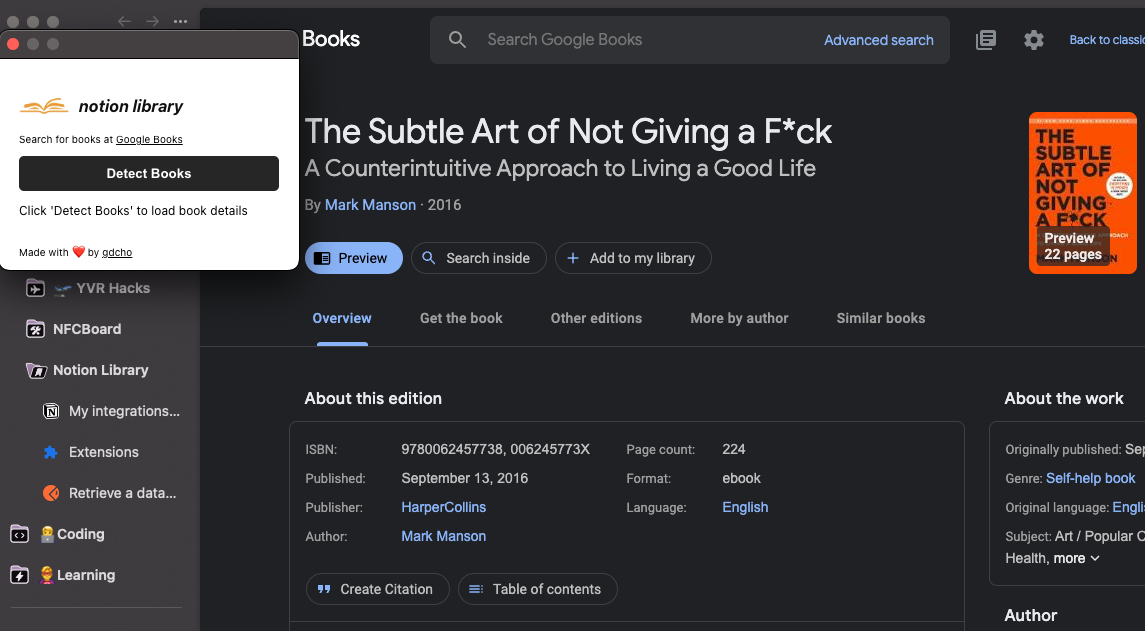 notion library
Search for books at Google Books
Detect Books
Click 'Detect Books' to load book details
Made with ❤️ by gdcho
YVR Hacks
NFCBoard
Notion Library
My integrations...
Extensions
Retrieve a data...
Coding
Learning
Books
Search Google Books
Advanced search
Back to classic
The Subtle Art of Not Giving a F*ck
A Counterintuitive Approach to Living a Good Life
By Mark Manson · 2016
Preview
Search inside
Add to my library
THE
SUBTLE
ART OF
NOT
GIVING
A F*CK
Preview
22 pages
Overview
Get the book
Other editions
More by author
Similar books
About this edition
ISBN: 9780062457738, 006245773X
Page count: 224
Published: September 13, 2016
Format: ebook
Publisher: HarperCollins
Language: English
Author: Mark Manson
Create Citation
Table of contents
About the work
Originally published: Sep
Genre: Self-help book
Original language: Engli
Subject: Art / Popular C
Health, more
Author